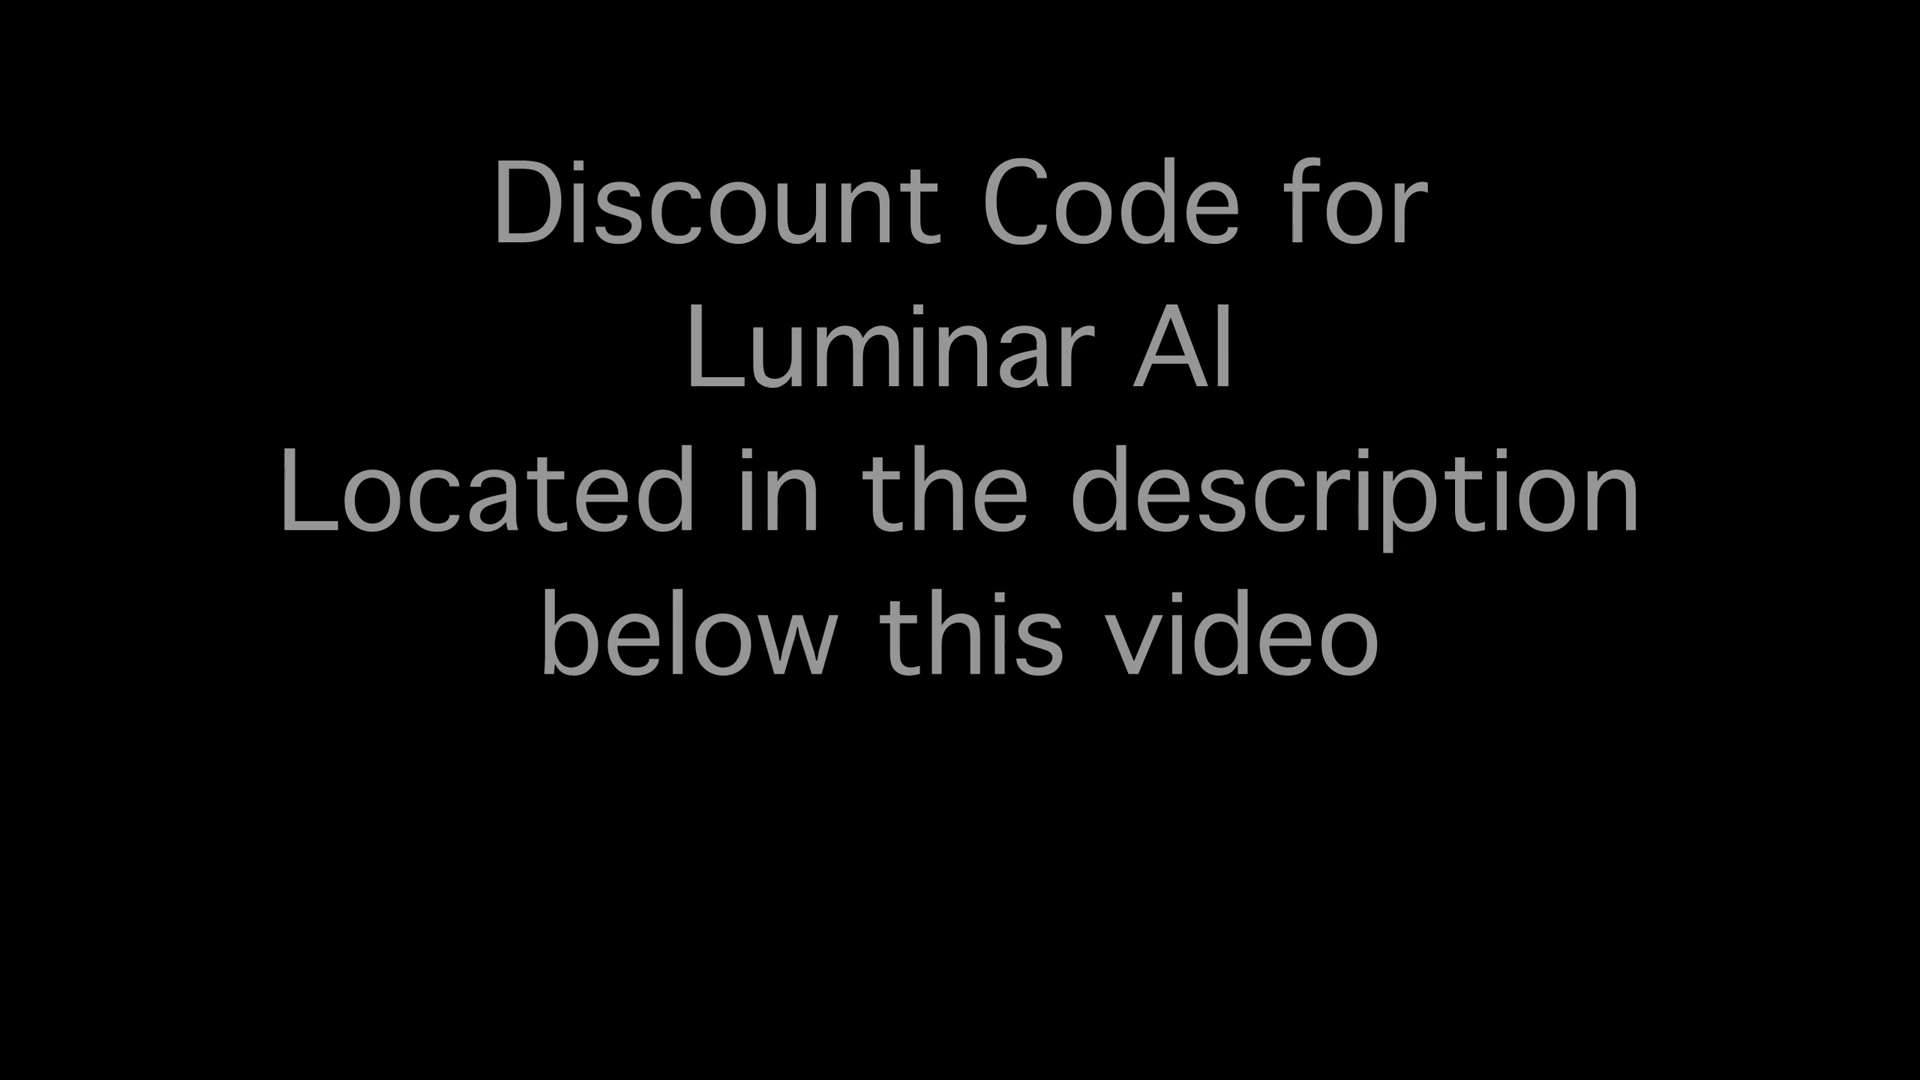 Discount Code for
Luminar AI
Located in the description
below this video